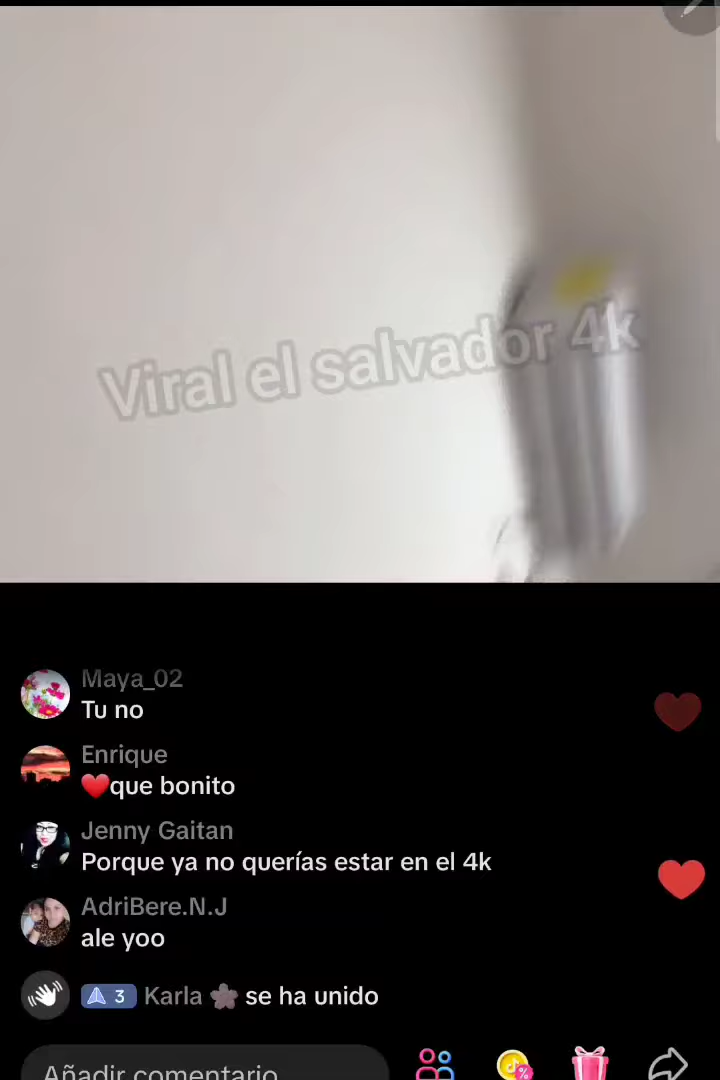 Viral el salvador 4k
Maya_02
Tu no
Enrique
❤️que bonito
Jenny Gaitan
Porque ya no querías estar en el 4k
AdriBere.N.J
ale yoo
3 Karla 🌸 se ha unido
Añadir comentario